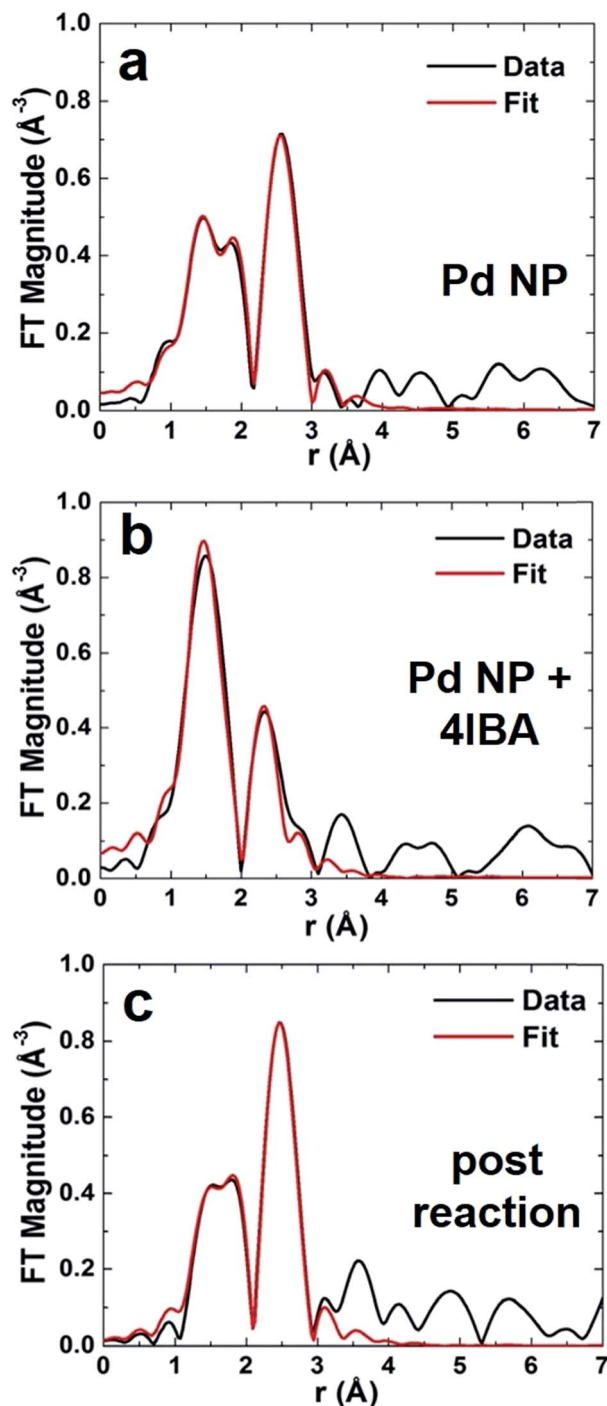 a
Data
Fit
Pd NP
FT Magnitude (Å⁻³)
1.0
0.8
0.6
0.4
0.2
0.0
0 1 2 3 4 5 6 7
r (Å)
b
Data
Fit
Pd NP +
4IBA
FT Magnitude (Å⁻³)
1.0
0.8
0.6
0.4
0.2
0.0
0 1 2 3 4 5 6 7
r (Å)
c
Data
Fit
post
reaction
FT Magnitude (Å⁻³)
1.0
0.8
0.6
0.4
0.2
0.0
0 1 2 3 4 5 6 7
r (Å)